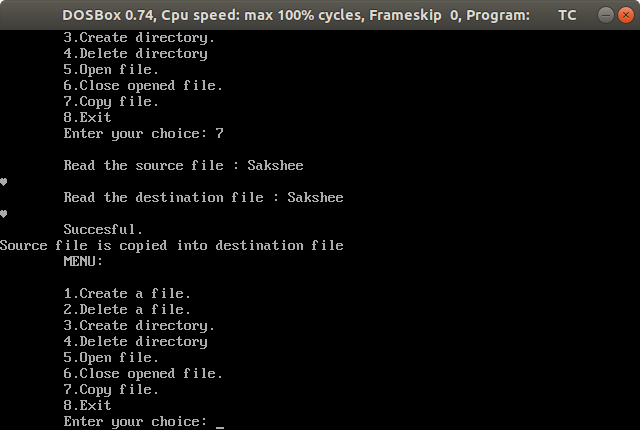 DOSBox 0.74, Cpu speed: max 100% cycles, Frameskip 0, Program: TC
3.Create directory.
4.Delete directory
5.Open file.
6.Close opened file.
7.Copy file.
8.Exit
Enter your choice: 7
Read the source file : Sakshee
♥
Read the destination file : Sakshee
♥
Succesful.
Source file is copied into destination file
MENU:
1.Create a file.
2.Delete a file.
3.Create directory.
4.Delete directory
5.Open file.
6.Close opened file.
7.Copy file.
8.Exit
Enter your choice: _